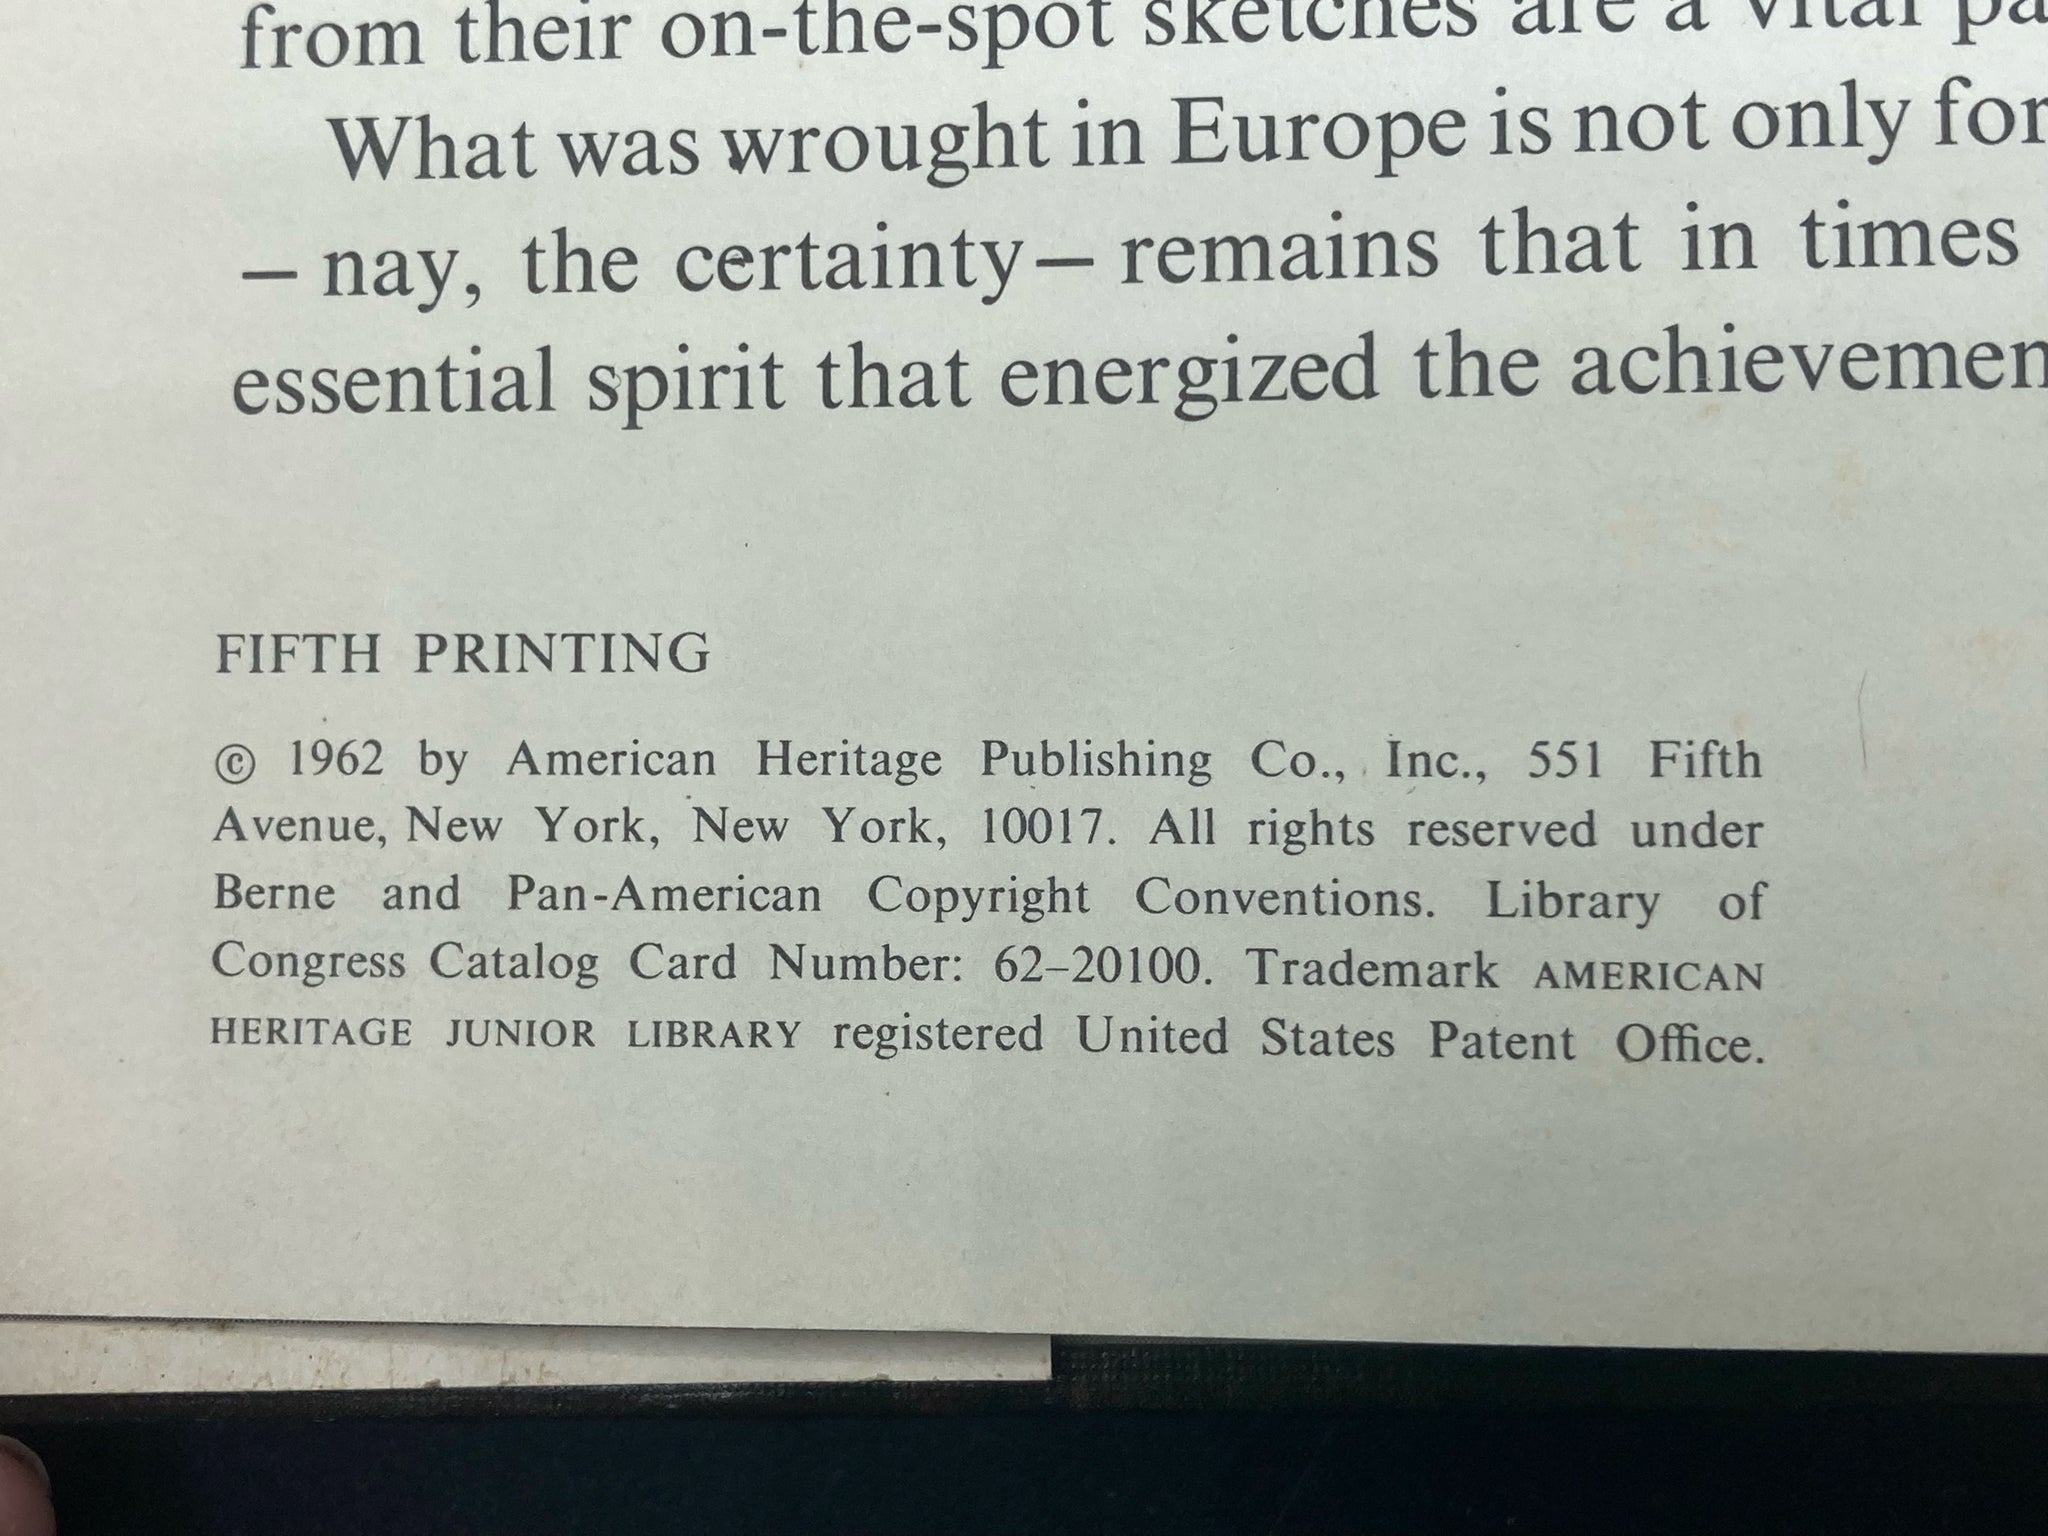 from their on-the-spot sketches are a vital
What was wrought in Europe is not only for
— nay, the certainty — remains that in times
essential spirit that energized the
FIFTH PRINTING
© 1962 by American Heritage Publishing Co., Inc., 551 Fifth
Avenue, New York, New York, 10017. All rights reserved under
Berne and Pan-American Copyright Conventions. Library of
Congress Catalog Card Number: 62–20100. Trademark AMERICAN
HERITAGE JUNIOR LIBRARY registered United States Patent Office.